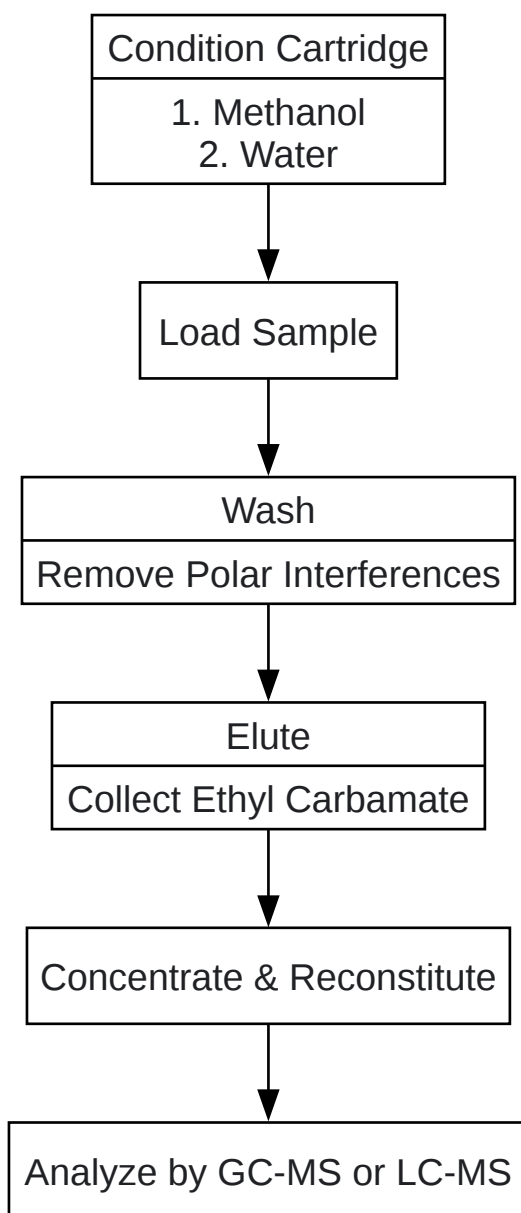 Condition Cartridge
1. Methanol
2. Water
Load Sample
Wash
Remove Polar Interferences
Elute
Collect Ethyl Carbamate
Concentrate & Reconstitute
Analyze by GC-MS or LC-MS